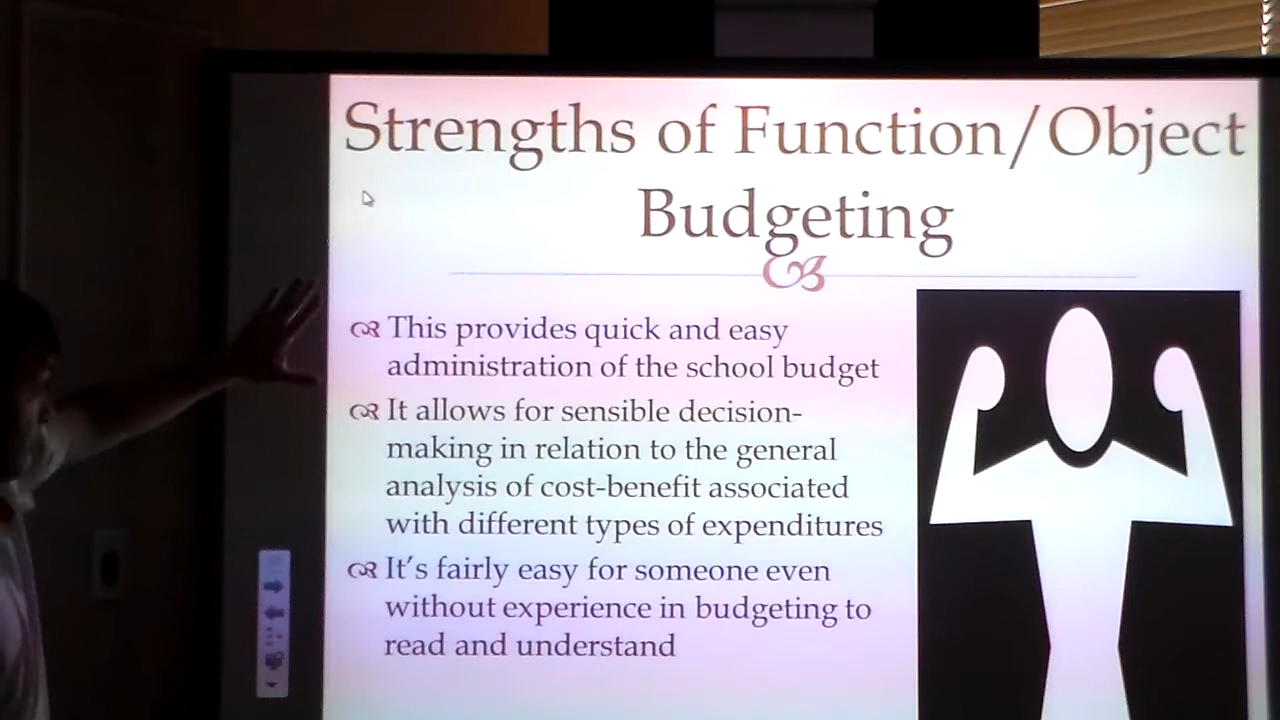 Strengths of Function/Object
Budgeting
This provides quick and easy
administration of the school budget
It allows for sensible decision-
making in relation to the general
analysis of cost-benefit associated
with different types of expenditures
It's fairly easy for someone even
without experience in budgeting to
read and understand